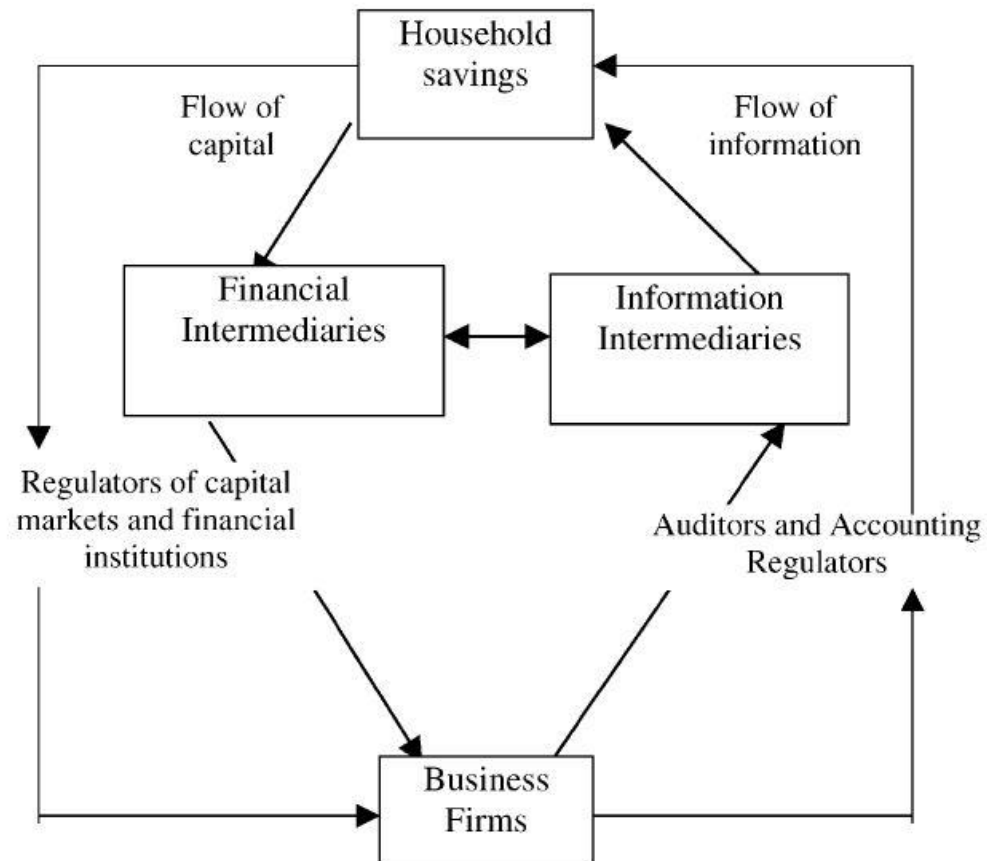 Household
savings
Flow of
capital
Flow of
information
Financial
Intermediaries
Information
Intermediaries
Regulators of capital
markets and financial
institutions
Auditors and Accounting
Regulators
Business
Firms